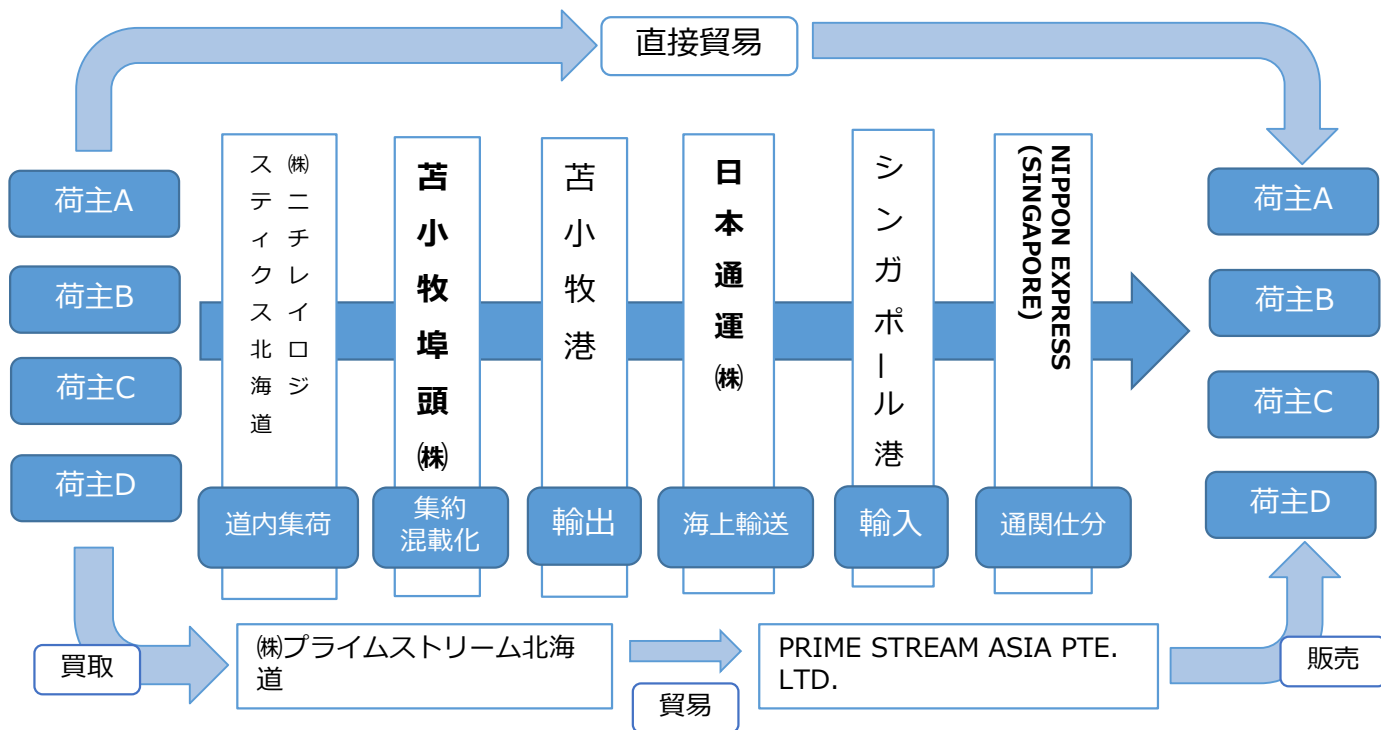 直接貿易
荷主A
荷主B
荷主C
荷主D
㈱ニチレイロジ
スティクス北海道
道内集荷
苫小牧埠頭㈱
集約
混載化
苫小牧港
輸出
日本通運㈱
海上輸送
シンガポール港
輸入
NIPPON EXPRESS
(SINGAPORE)
通関仕分
荷主A
荷主B
荷主C
荷主D
買取
㈱プライムストリーム北海
道
貿易
PRIME STREAM ASIA PTE.
LTD.
販売